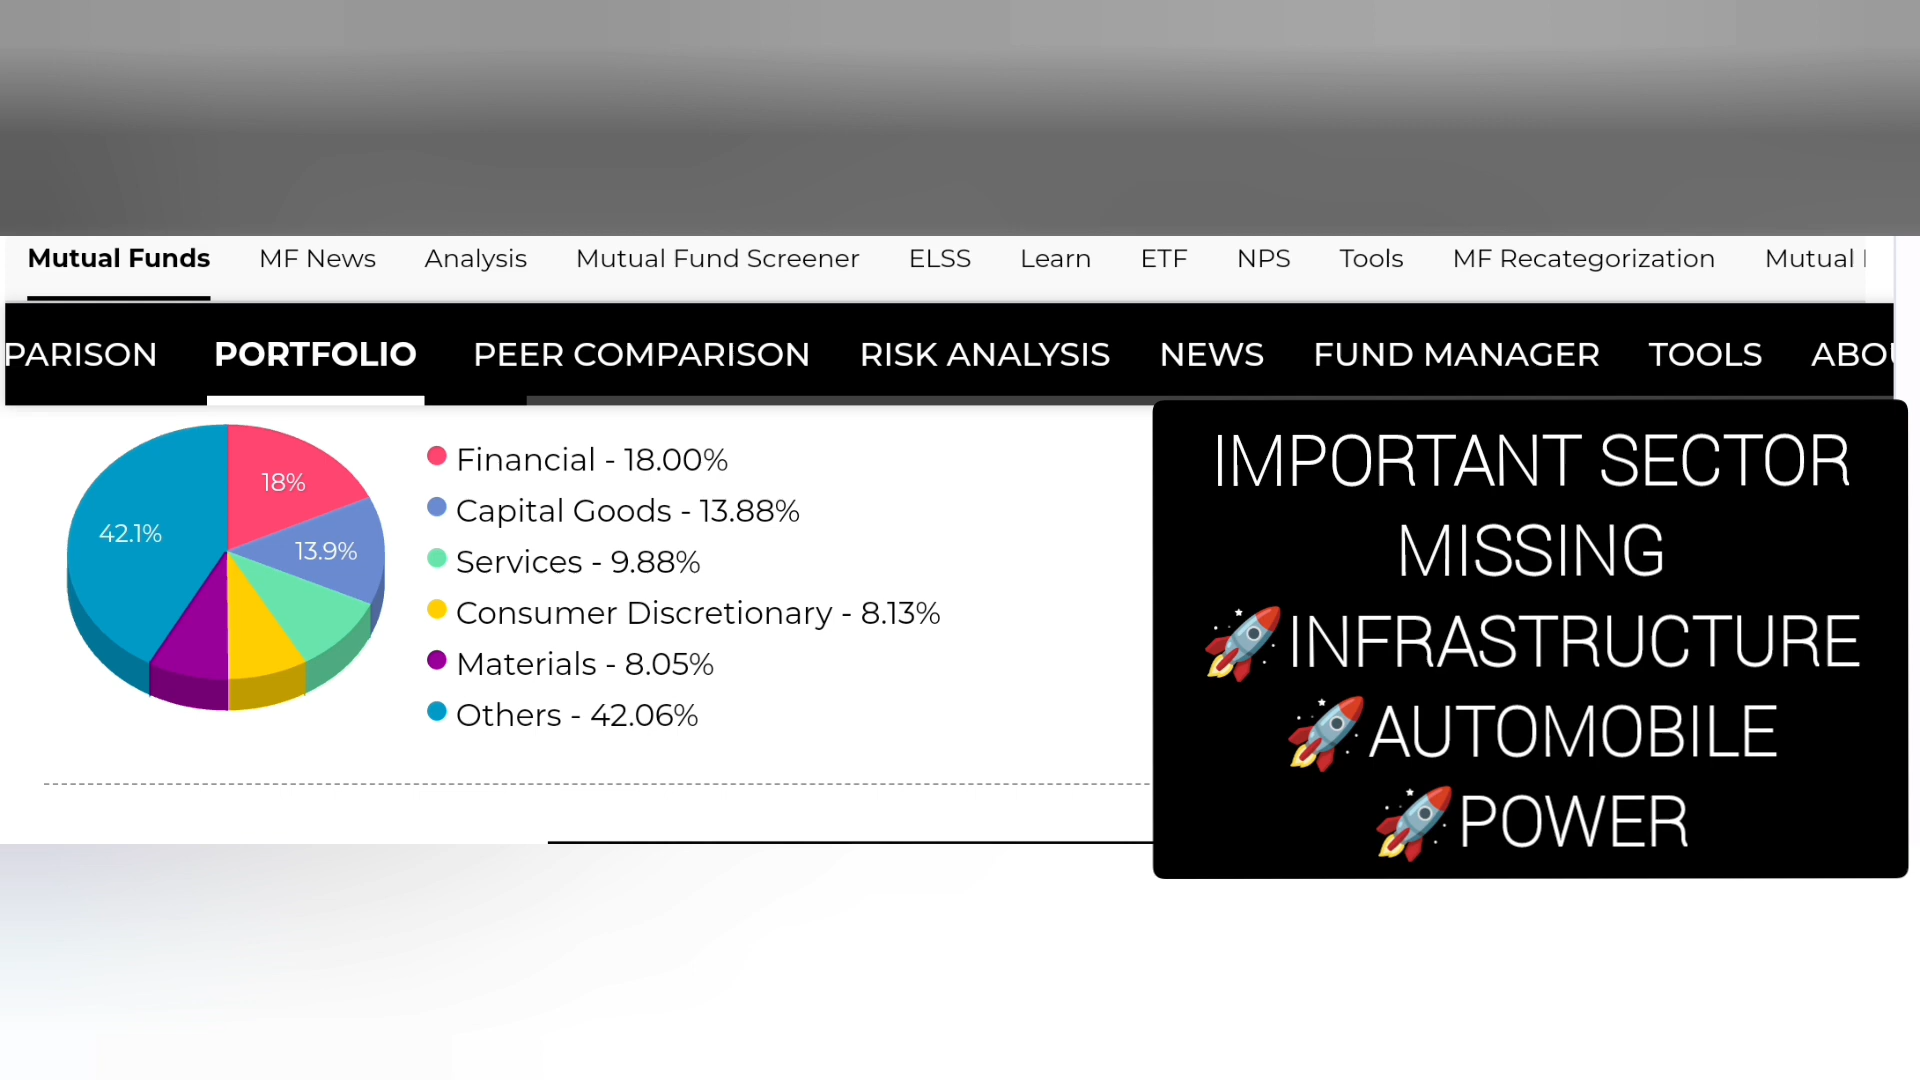 Mutual Funds MF News Analysis Mutual Fund Screener ELSS Learn ETF NPS Tools MF Recategorization Mutual
PARISON PORTFOLIO PEER COMPARISON RISK ANALYSIS NEWS FUND MANAGER TOOLS ABOU
18%
13.9%
42.1%
Financial - 18.00%
Capital Goods - 13.88%
Services - 9.88%
Consumer Discretionary - 8.13%
Materials - 8.05%
Others - 42.06%
IMPORTANT SECTOR
MISSING
🚀INFRASTRUCTURE
🚀AUTOMOBILE
🚀POWER